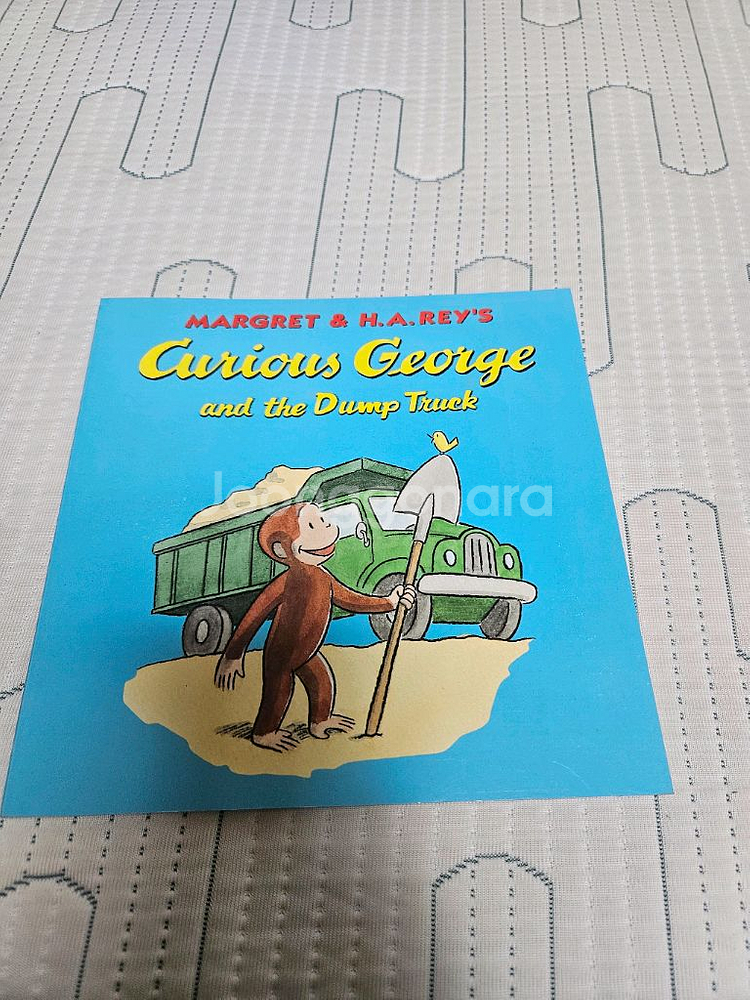 MARGRET & H.A. REY'S
Curious George
and the Dump Truck